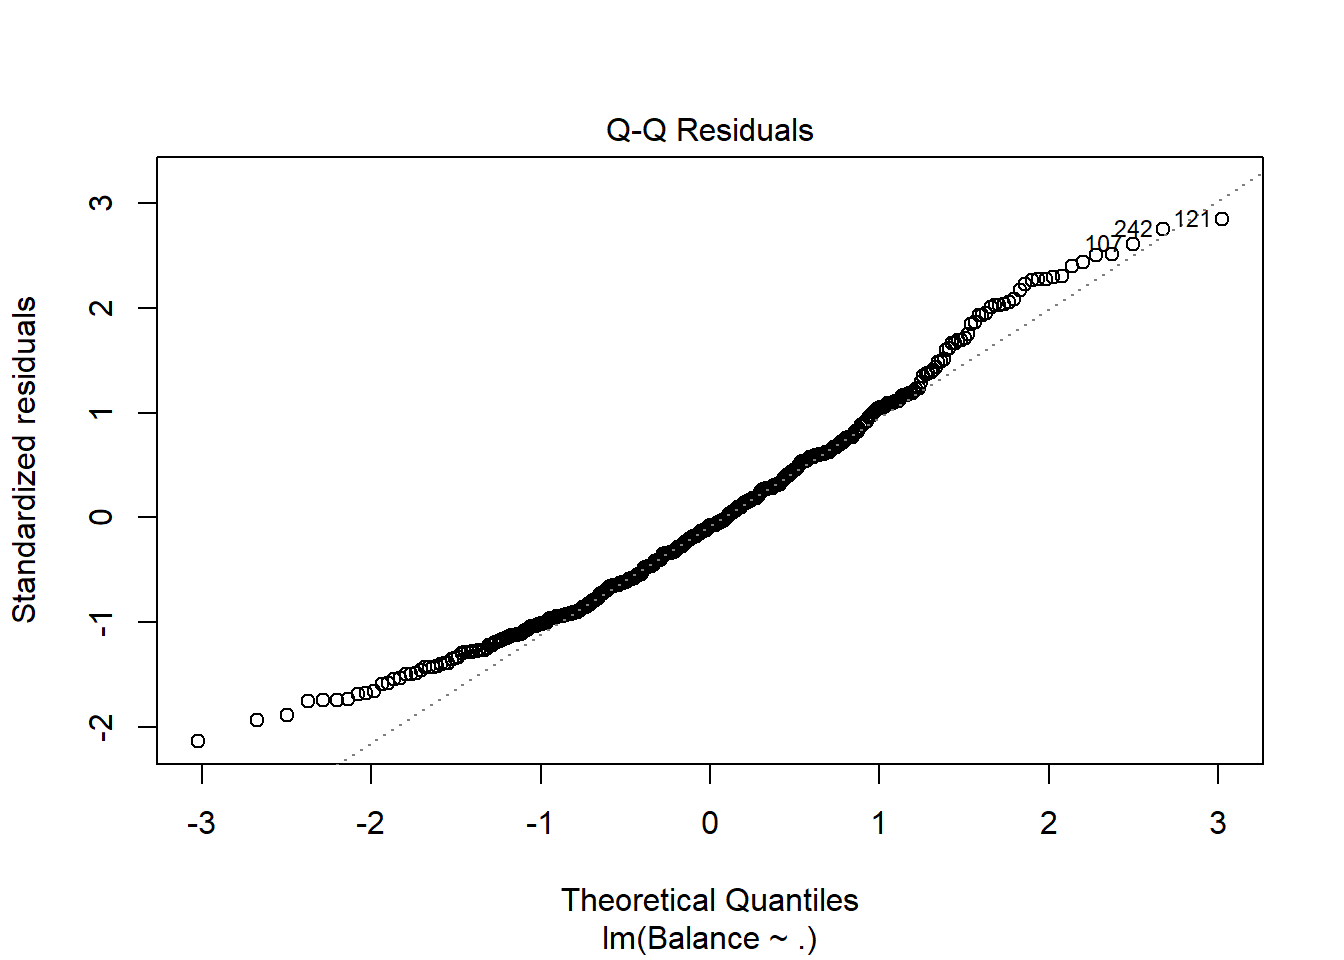 Q-Q Residuals
Standardized residuals
3
2
1
0
-1
-2
107
242
121
-3 -2 -1 0 1 2 3
Theoretical Quantiles
lm(Balance ~ .)